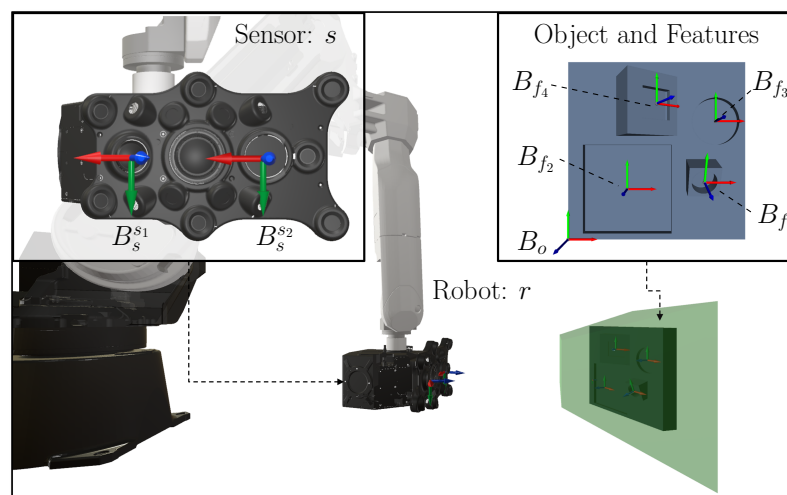 Sensor: s
Object and Features
B_{f_4}
B_{f_3}
B_{f_2}
B_f
B_o
B_s^{s_1}
B_s^{s_2}
Robot: r